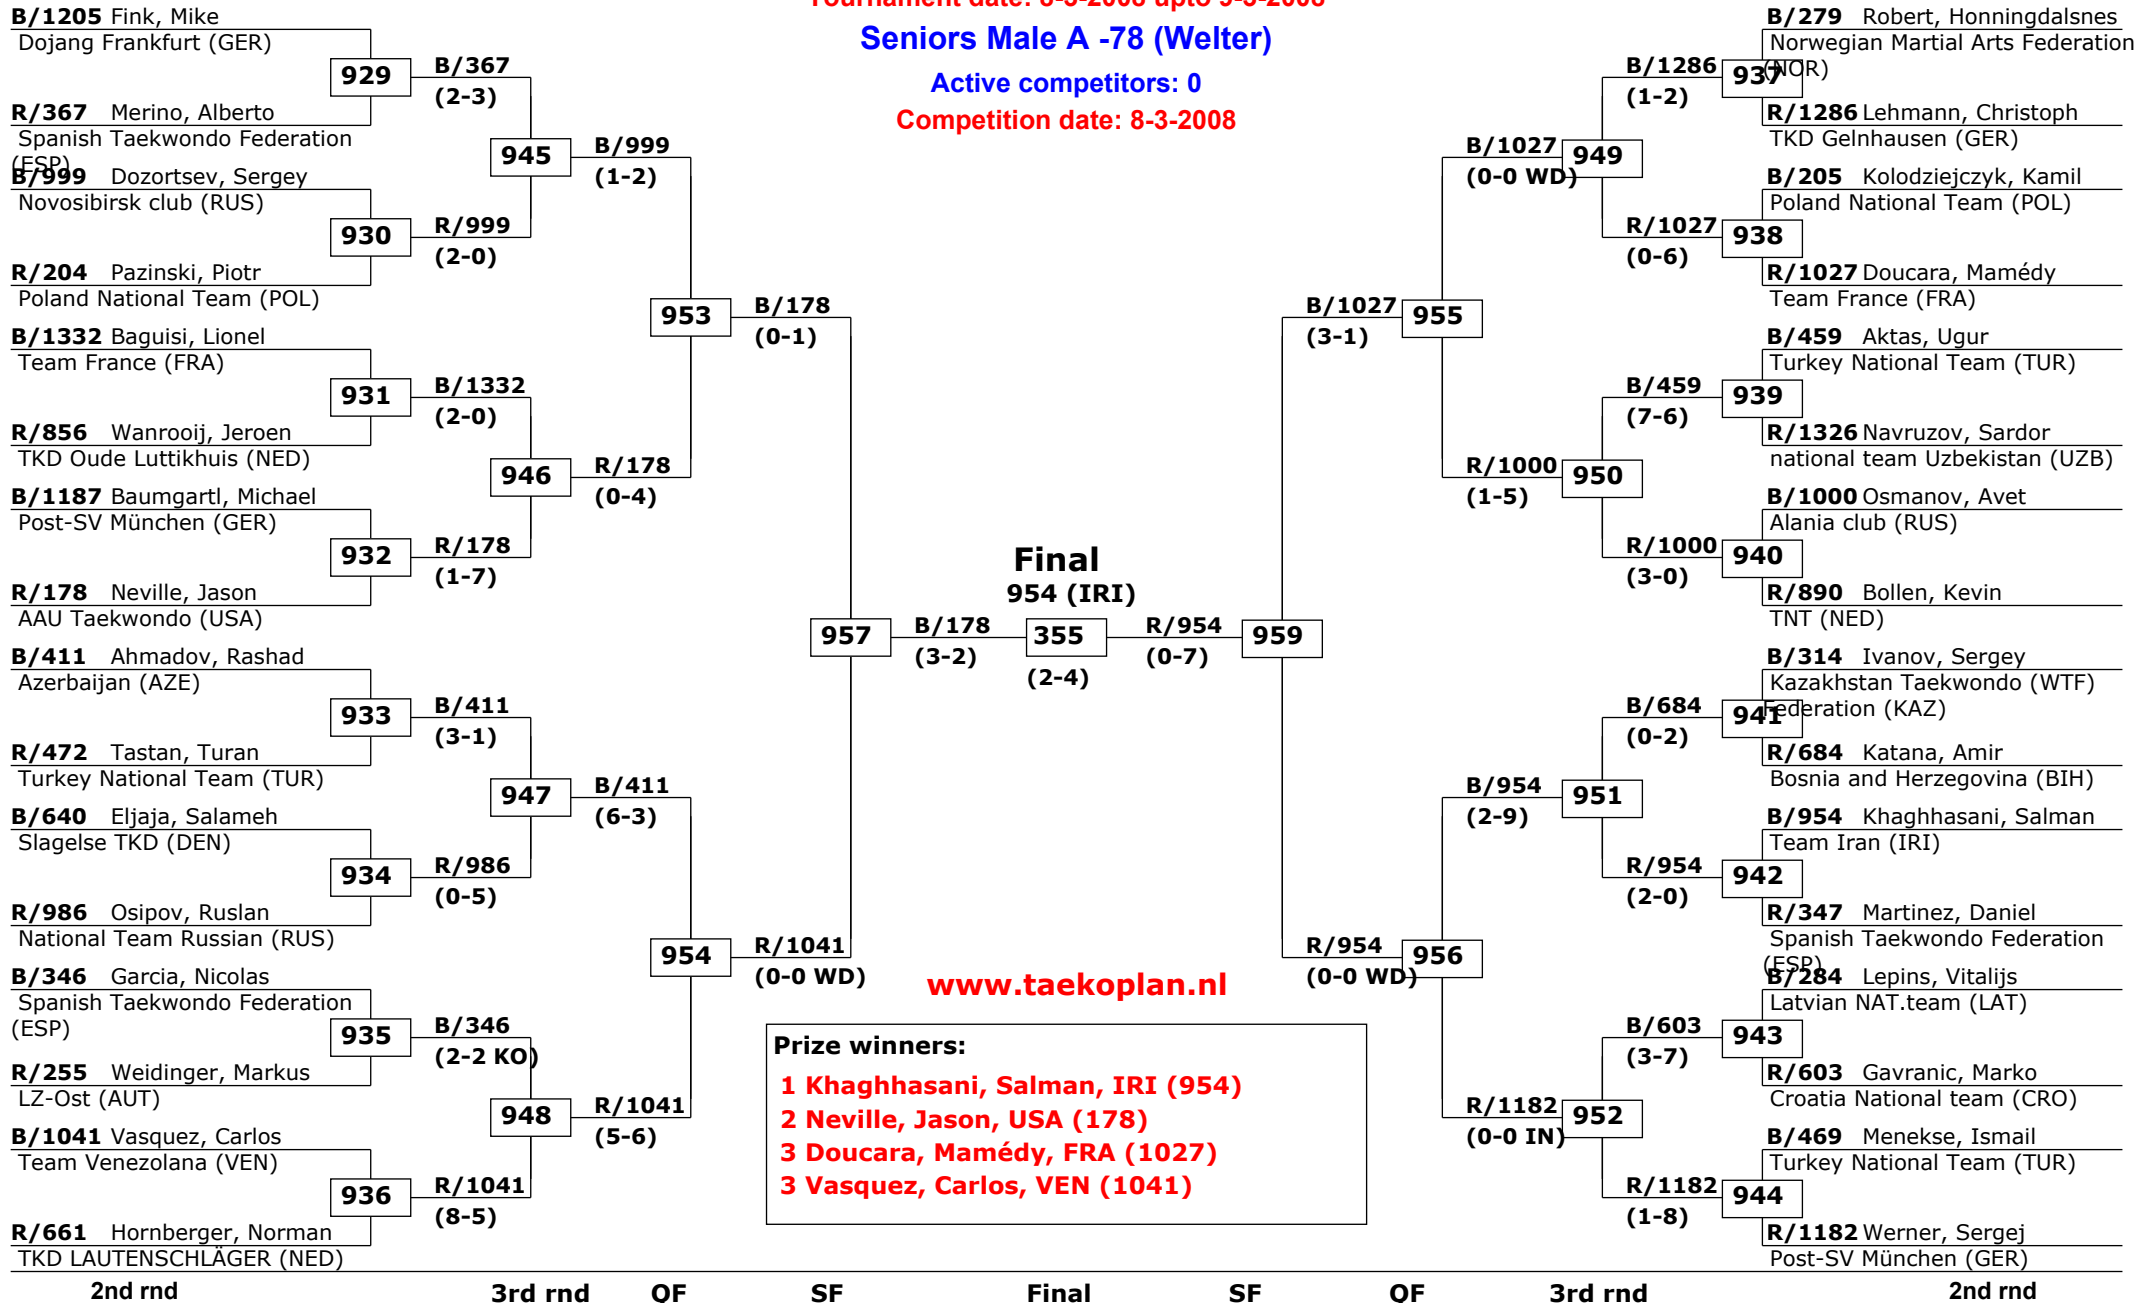 Tournament date: 8-3-2008 upto 9-3-2008
Seniors Male A -78 (Welter)
Active competitors: 0
Competition date: 8-3-2008
B/1205 Fink, Mike
Dojang Frankfurt (GER)
929
R/367 Merino, Alberto
Spanish Taekwondo Federation
(ESP)
B/999 Dozortsev, Sergey
Novosibirsk club (RUS)
930
R/204 Pazinski, Piotr
Poland National Team (POL)
B/1332 Baguisi, Lionel
Team France (FRA)
931
R/856 Wanrooij, Jeroen
TKD Oude Luttikhuis (NED)
B/1187 Baumgartl, Michael
Post-SV München (GER)
932
R/178 Neville, Jason
AAU Taekwondo (USA)
B/411 Ahmadov, Rashad
Azerbaijan (AZE)
933
R/472 Tastan, Turan
Turkey National Team (TUR)
B/640 Eljaja, Salameh
Slagelse TKD (DEN)
934
R/986 Osipov, Ruslan
National Team Russian (RUS)
B/346 Garcia, Nicolas
Spanish Taekwondo Federation
(ESP)
935
R/255 Weidinger, Markus
LZ-Ost (AUT)
B/1041 Vasquez, Carlos
Team Venezolana (VEN)
936
R/661 Hornberger, Norman
TKD LAUTENSCHLÄGER (NED)
B/367
(2-3)
945
R/999
(2-0)
B/1332
(2-0)
946
R/178
(1-7)
B/411
(3-1)
947
R/986
(0-5)
B/346
(2-2 KO)
948
R/1041
(8-5)
B/999
(1-2)
953
R/178
(0-4)
B/411
(6-3)
954
R/1041
(5-6)
B/178
(0-1)
957
R/1041
(0-0 WD)
B/178
(3-2)
Final
954 (IRI)
355
(2-4)
R/954
(0-7)
959
B/1027
(3-1)
R/954
(0-0 WD)
B/1027
(0-0 WD)
955
R/1000
(1-5)
B/954
(2-9)
956
R/1182
(0-0 IN)
B/1286
(1-2)
949
R/1027
(0-6)
B/459
(7-6)
950
R/1000
(3-0)
B/684
(0-2)
951
R/954
(2-0)
B/603
(3-7)
952
R/1182
(1-8)
B/279 Robert, Honningdalsnes
Norwegian Martial Arts Federation
(NOR)
937
R/1286 Lehmann, Christoph
TKD Gelnhausen (GER)
B/205 Kolodziejczyk, Kamil
Poland National Team (POL)
938
R/1027 Doucara, Mamédy
Team France (FRA)
B/459 Aktas, Ugur
Turkey National Team (TUR)
939
R/1326 Navruzov, Sardor
national team Uzbekistan (UZB)
B/1000 Osmanov, Avet
Alania club (RUS)
940
R/890 Bollen, Kevin
TNT (NED)
B/314 Ivanov, Sergey
Kazakhstan Taekwondo (WTF)
Federation (KAZ)
941
R/684 Katana, Amir
Bosnia and Herzegovina (BIH)
B/954 Khaghhasani, Salman
Team Iran (IRI)
942
R/347 Martinez, Daniel
Spanish Taekwondo Federation
(ESP)
B/284 Lepins, Vitalijs
Latvian NAT.team (LAT)
943
R/603 Gavranic, Marko
Croatia National team (CRO)
B/469 Menekse, Ismail
Turkey National Team (TUR)
944
R/1182 Werner, Sergej
Post-SV München (GER)
www.taekoplan.nl
Prize winners:
1 Khaghhasani, Salman, IRI (954)
2 Neville, Jason, USA (178)
3 Doucara, Mamédy, FRA (1027)
3 Vasquez, Carlos, VEN (1041)
2nd rnd 3rd rnd QF SF Final SF QF 3rd rnd 2nd rnd